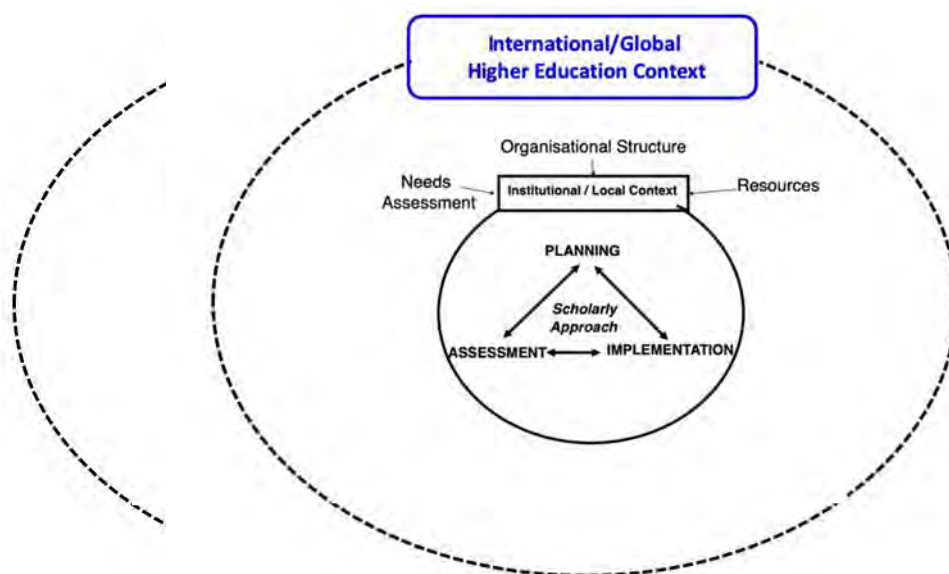 International/Global
Higher Education Context
Organisational Structure
Needs
Assessment
Institutional / Local Context
Resources
PLANNING
Scholarly
Approach
ASSESSMENT
IMPLEMENTATION